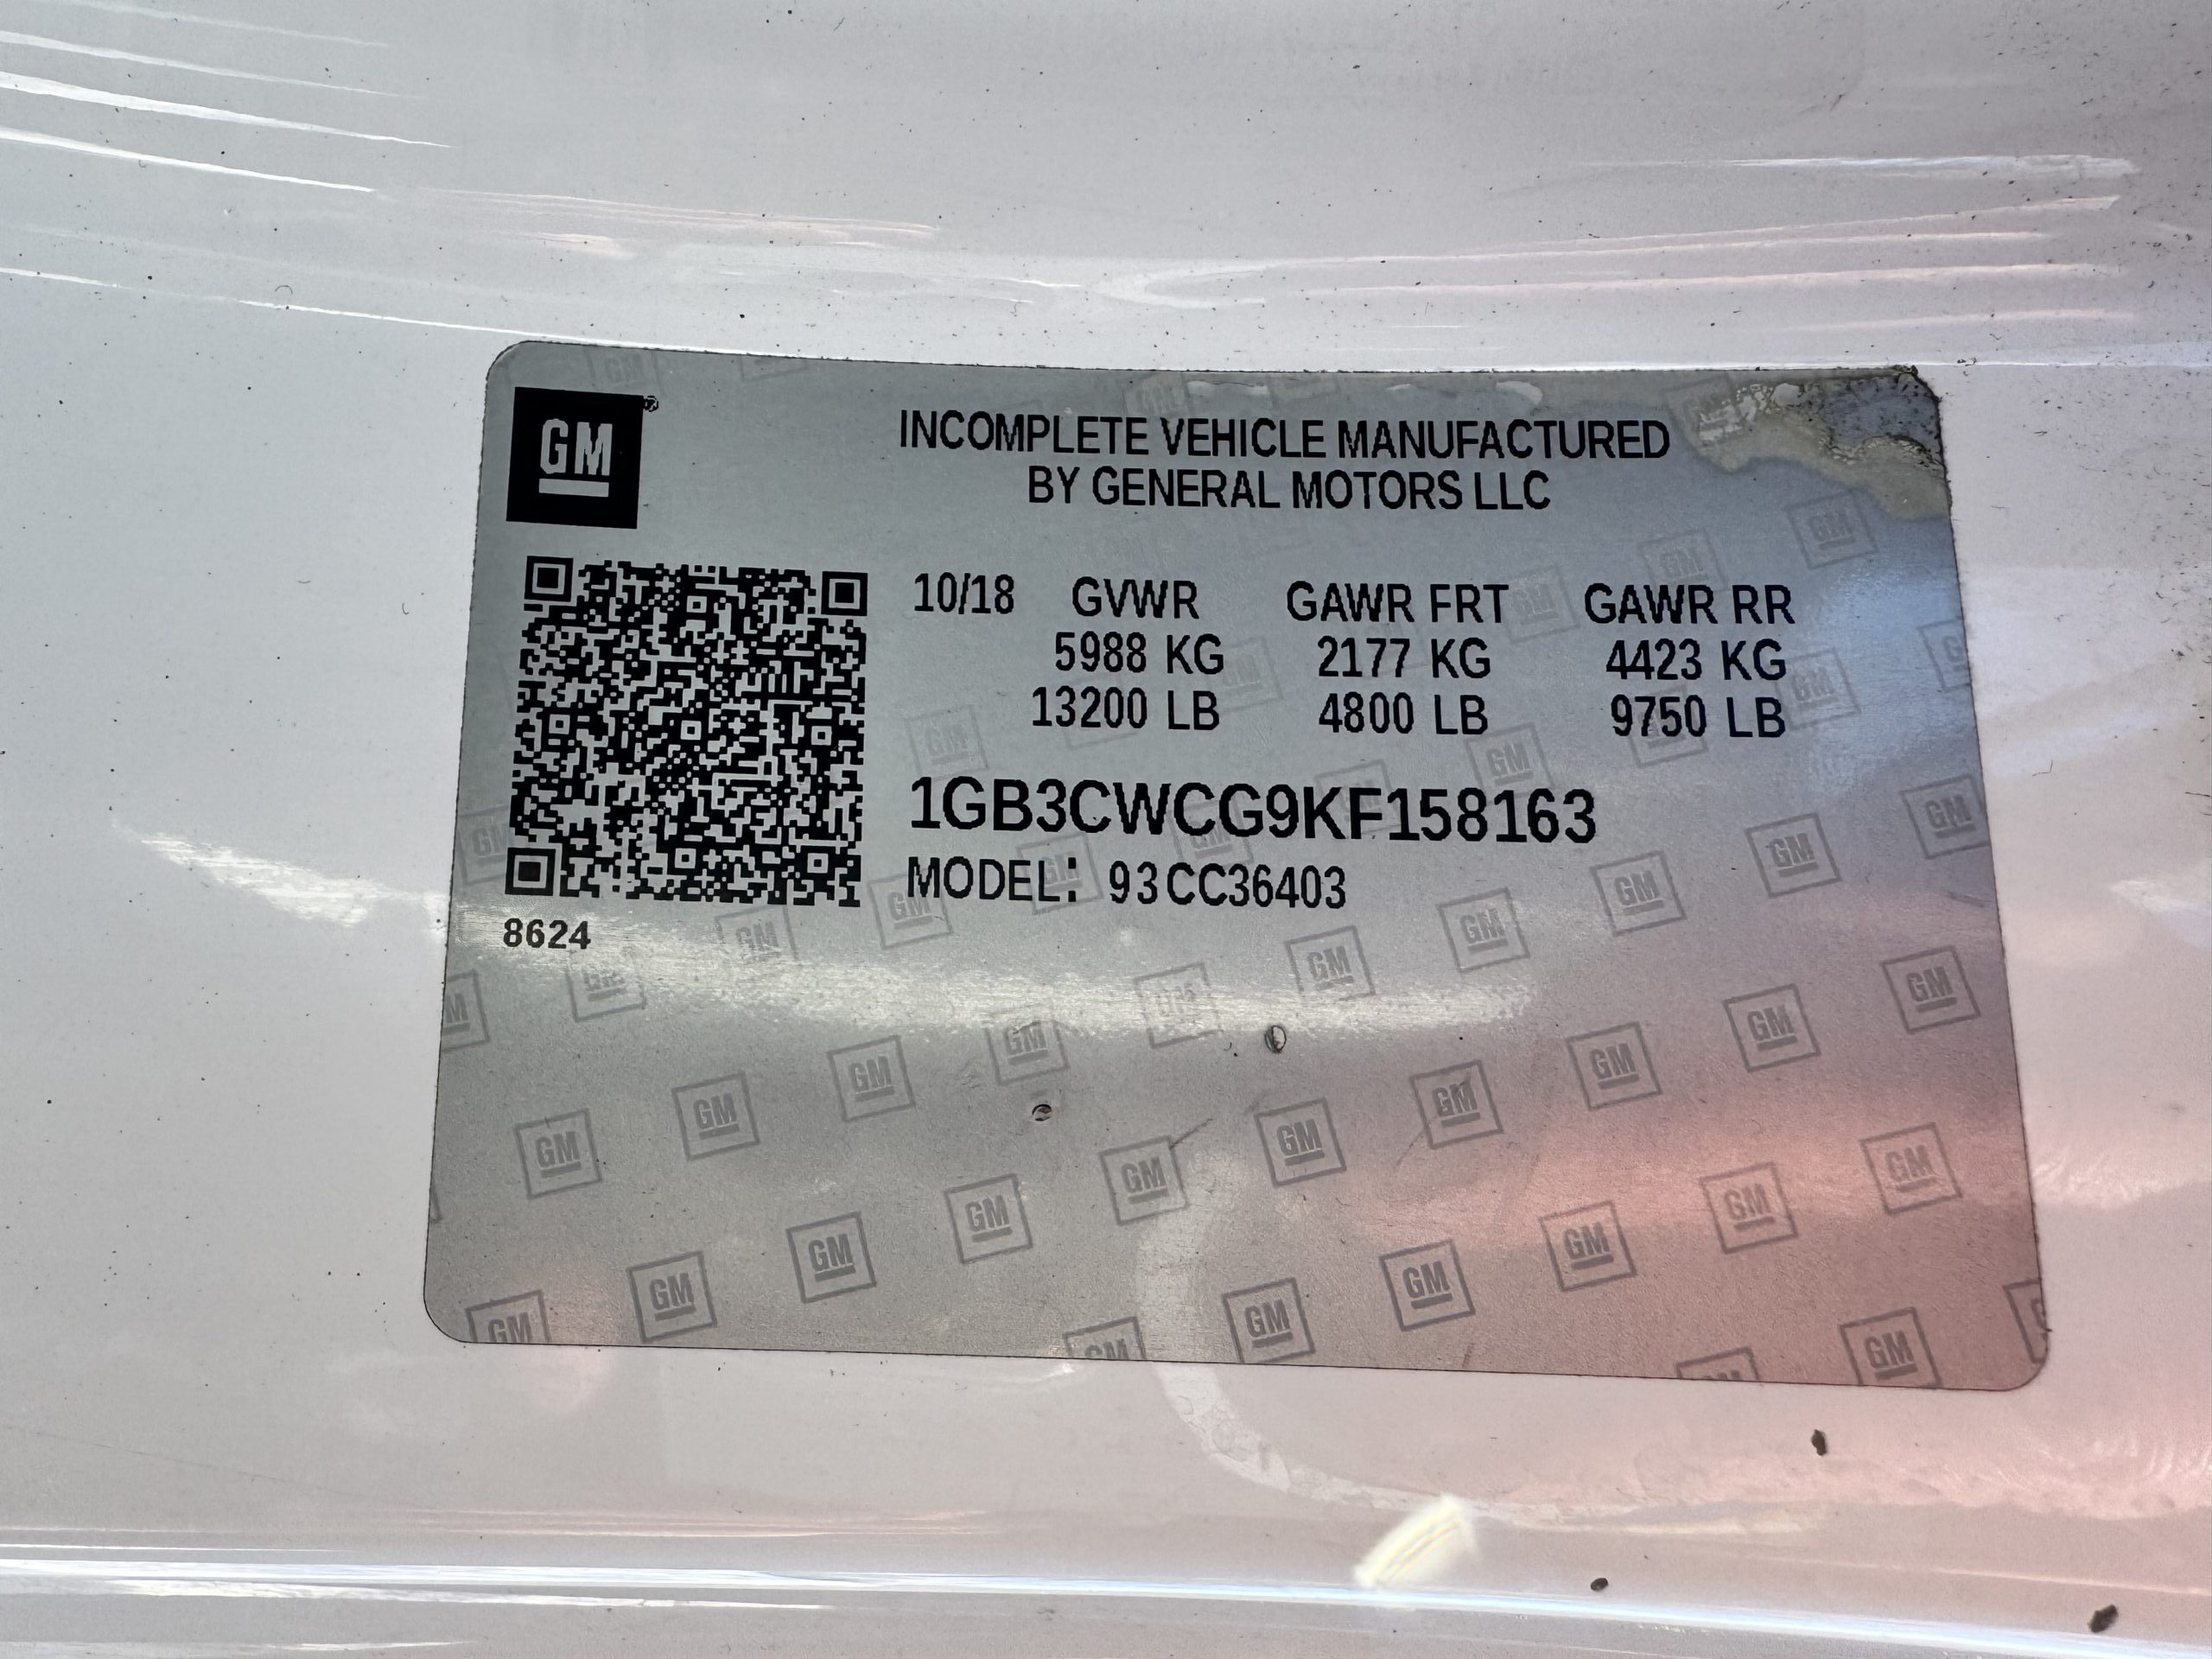 GM
INCOMPLETE VEHICLE MANUFACTURED
BY GENERAL MOTORS LLC
10/18 GVWR GAWR FRT GAWR RR
5988 KG 2177 KG 4423 KG
13200 LB 4800 LB 9750 LB
1GB3CWCG9KF158163
MODEL: 93CC36403
8624